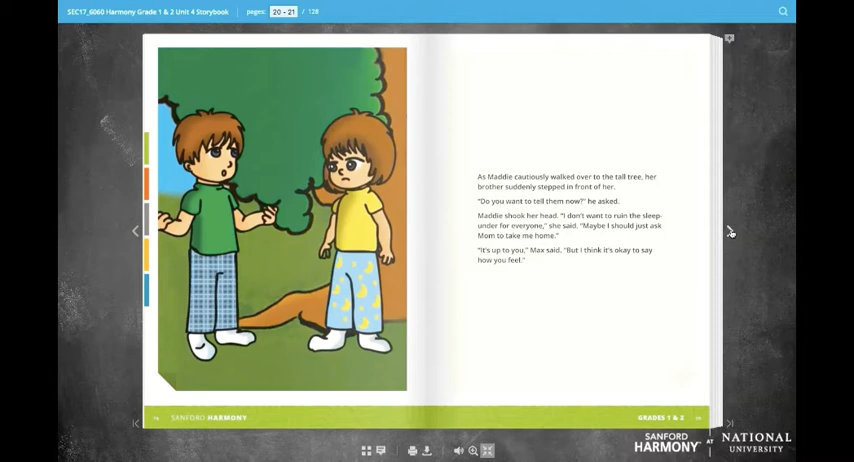 SEC17_6060 Harmony Grade 1 & 2 Unit 4 Storybook
pages: 20 - 21 / 128
As Maddie cautiously walked over to the tall tree, her
brother suddenly stepped in front of her.
"Do you want to tell them now?" he asked.
Maddie shook her head. "I don't want to ruin the sleep-
under for everyone," she said. "Maybe I should just ask
Mom to take me home."
"It's up to you," Max said. "But I think it's okay to say
how you feel."
SANFORD HARMONY
GRADES 1 & 2
SANFORD
HARMONY
AT
NATIONAL
UNIVERSITY